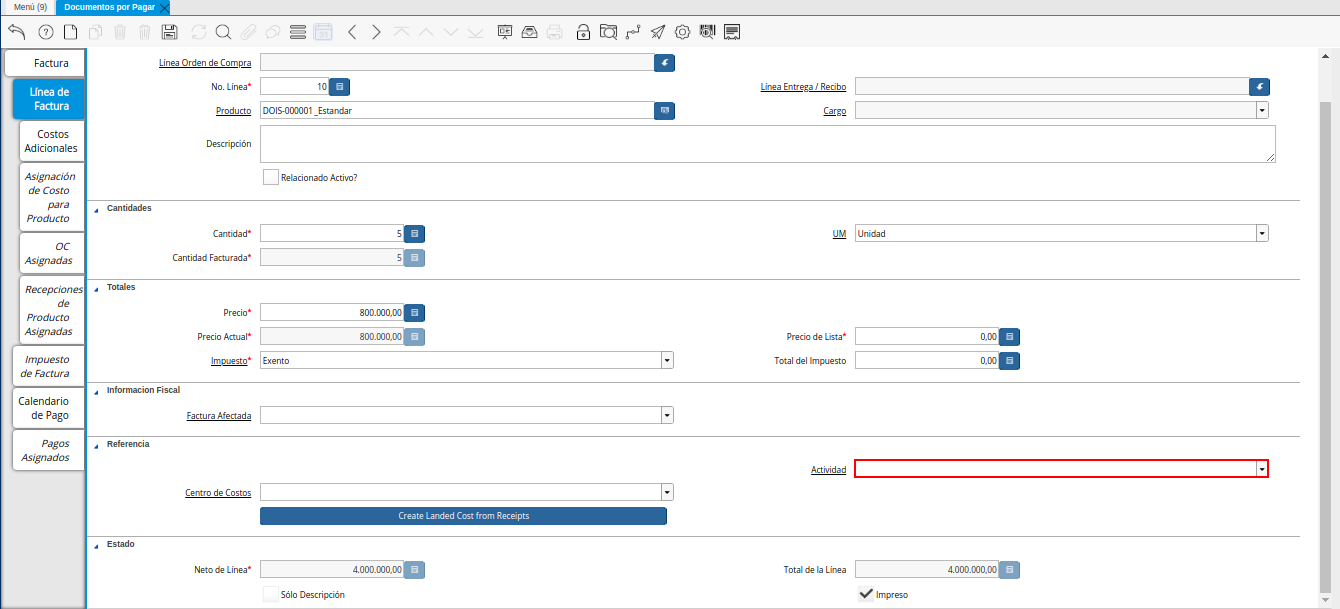 Menú (9)
Documentos por Pagar
Factura
Línea de
Factura
Costos
Adicionales
Asignación
de Costo
para
Producto
OC
Asignadas
Recepciones
de
Producto
Asignadas
Impuesto
de Factura
Calendario
de Pago
Pagos
Asignados
Línea Orden de Compra
No. Línea* 10
Línea Entrega / Recibo
Producto DOIS-000001_Estandar
Cargo
Descripción
Relacionado Activo?
Cantidades
Cantidad* 5
UM Unidad
Cantidad Facturada* 5
Totales
Precio* 800.000,00
Precio Actual* 800.000,00
Precio de Lista* 0,00
Impuesto* Exento
Total del Impuesto 0,00
Informacion Fiscal
Factura Afectada
Referencia
Actividad
Centro de Costos
Create Landed Cost from Receipts
Estado
Neto de Línea* 4.000.000,00
Total de la Línea 4.000.000,00
Sólo Descripción
Impreso